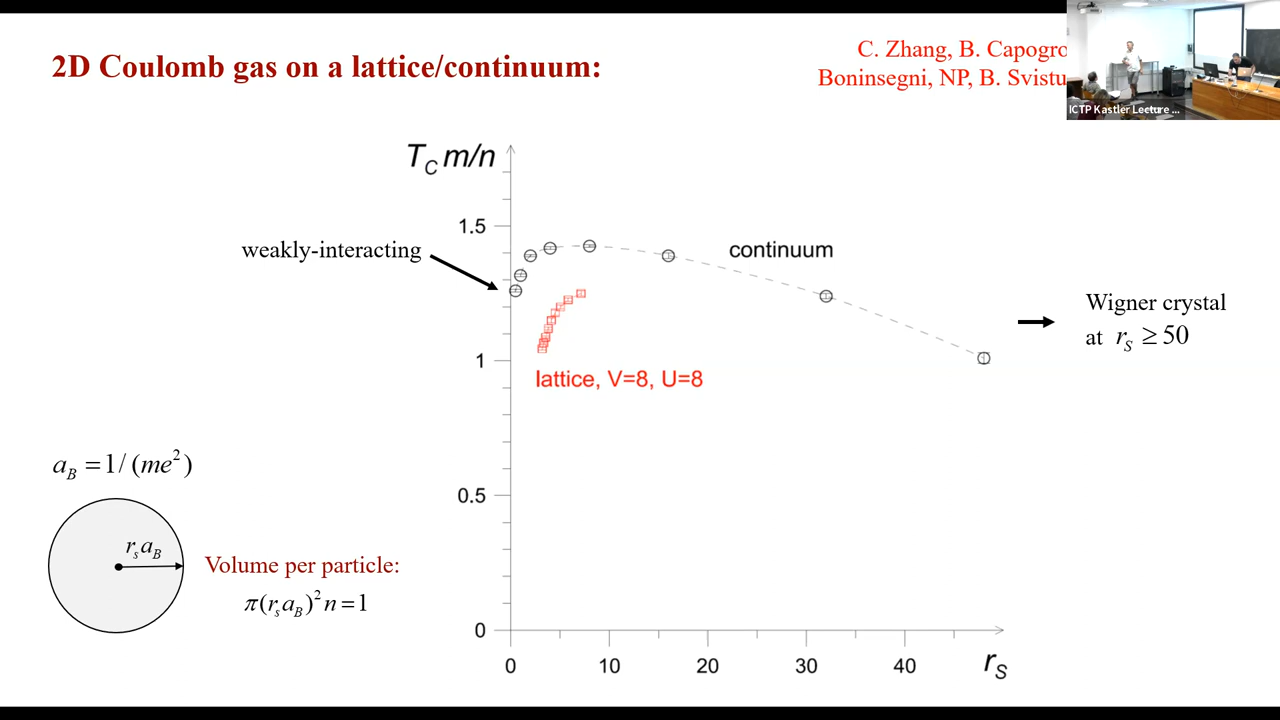 2D Coulomb gas on a lattice/continuum:
C. Zhang, B. Capogro
Boninsegni, NP, B. Svistu
ICTP Kastler Lecture ...
T_C m/n
1.5
weakly-interacting
continuum
Wigner crystal
at r_S ≥ 50
1
lattice, V=8, U=8
a_B = 1/(me²)
0.5
r_s a_B
Volume per particle:
π(r_s a_B)² n = 1
0
0 10 20 30 40 r_S